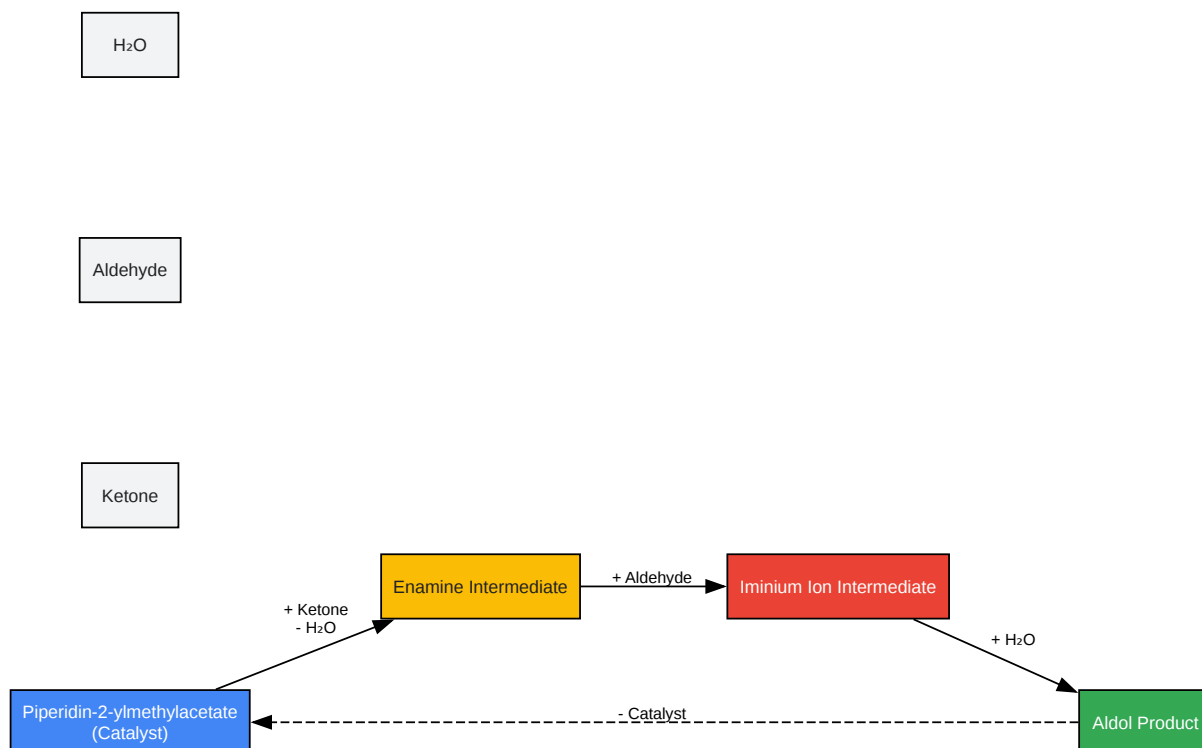 H₂O
Aldehyde
Ketone
Enamine Intermediate
+ Aldehyde
Iminium Ion Intermediate
+ Ketone
- H₂O
+ H₂O
Piperidin-2-ylmethylacetate
(Catalyst)
- Catalyst
Aldol Product